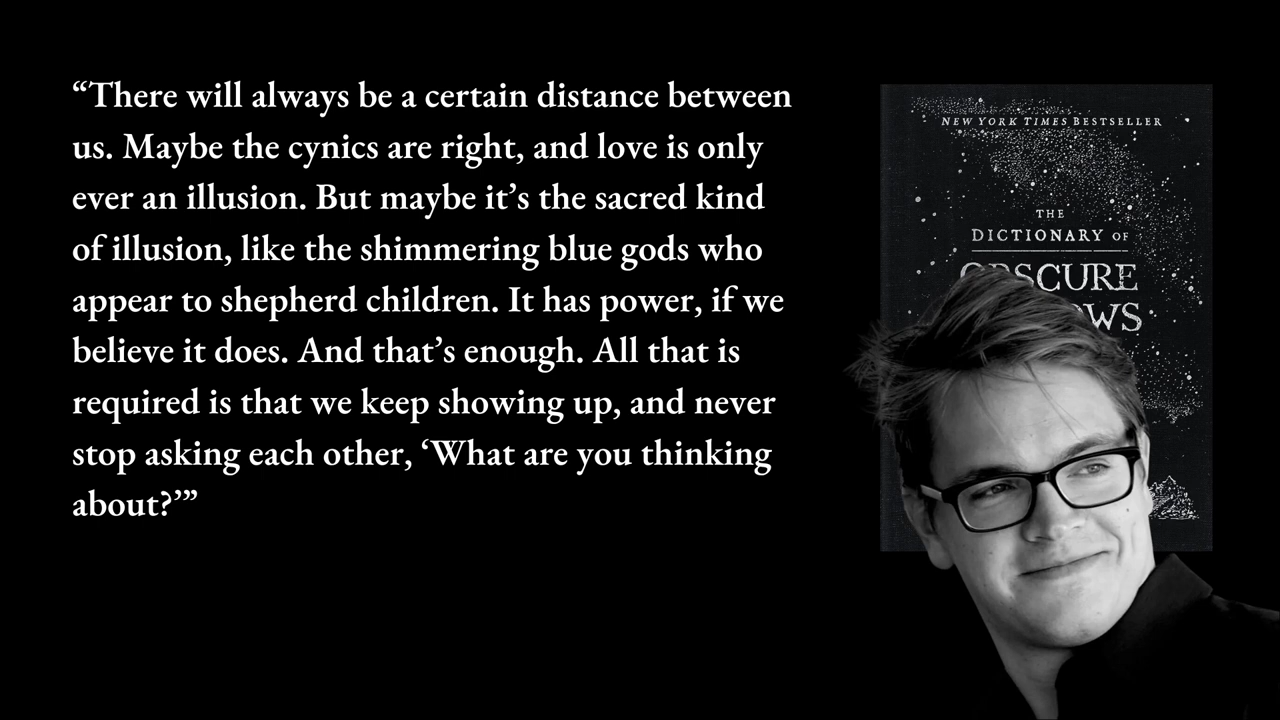 “There will always be a certain distance between
us. Maybe the cynics are right, and love is only
ever an illusion. But maybe it’s the sacred kind
of illusion, like the shimmering blue gods who
appear to shepherd children. It has power, if we
believe it does. And that’s enough. All that is
required is that we keep showing up, and never
stop asking each other, ‘What are you thinking
about?’”
NEW YORK TIMES BESTSELLER
THE
DICTIONARY OF
OBSCURE